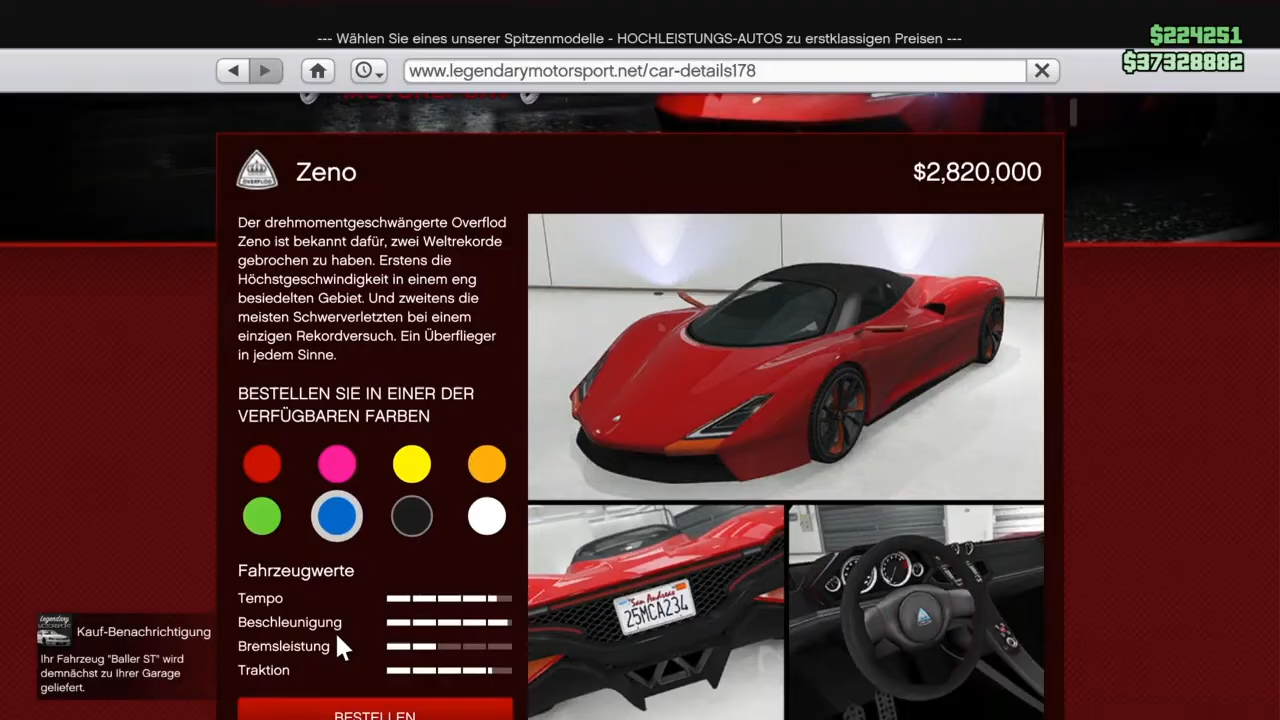 --- Wählen Sie eines unserer Spitzenmodelle - HOCHLEISTUNGS-AUTOS zu erstklassigen Preisen ---
$224251
$37328882
www.legendarymotorsport.net/car-details178
Zeno
$2,820,000
OVERFLOD
Der drehmomentgeschwängerte Overflod
Zeno ist bekannt dafür, zwei Weltrekorde
gebrochen zu haben. Erstens die
Höchstgeschwindigkeit in einem eng
besiedelten Gebiet. Und zweitens die
meisten Schwerverletzten bei einem
einzigen Rekordversuch. Ein Überflieger
in jedem Sinne.
BESTELLEN SIE IN EINER DER
VERFÜGBAREN FARBEN
Fahrzeugwerte
Tempo
Beschleunigung
Bremsleistung
Traktion
BESTELLEN
San Andreas
25MCA234
Legendary
Kauf-Benachrichtigung
Ihr Fahrzeug "Baller ST" wird
demnächst zu Ihrer Garage
geliefert.